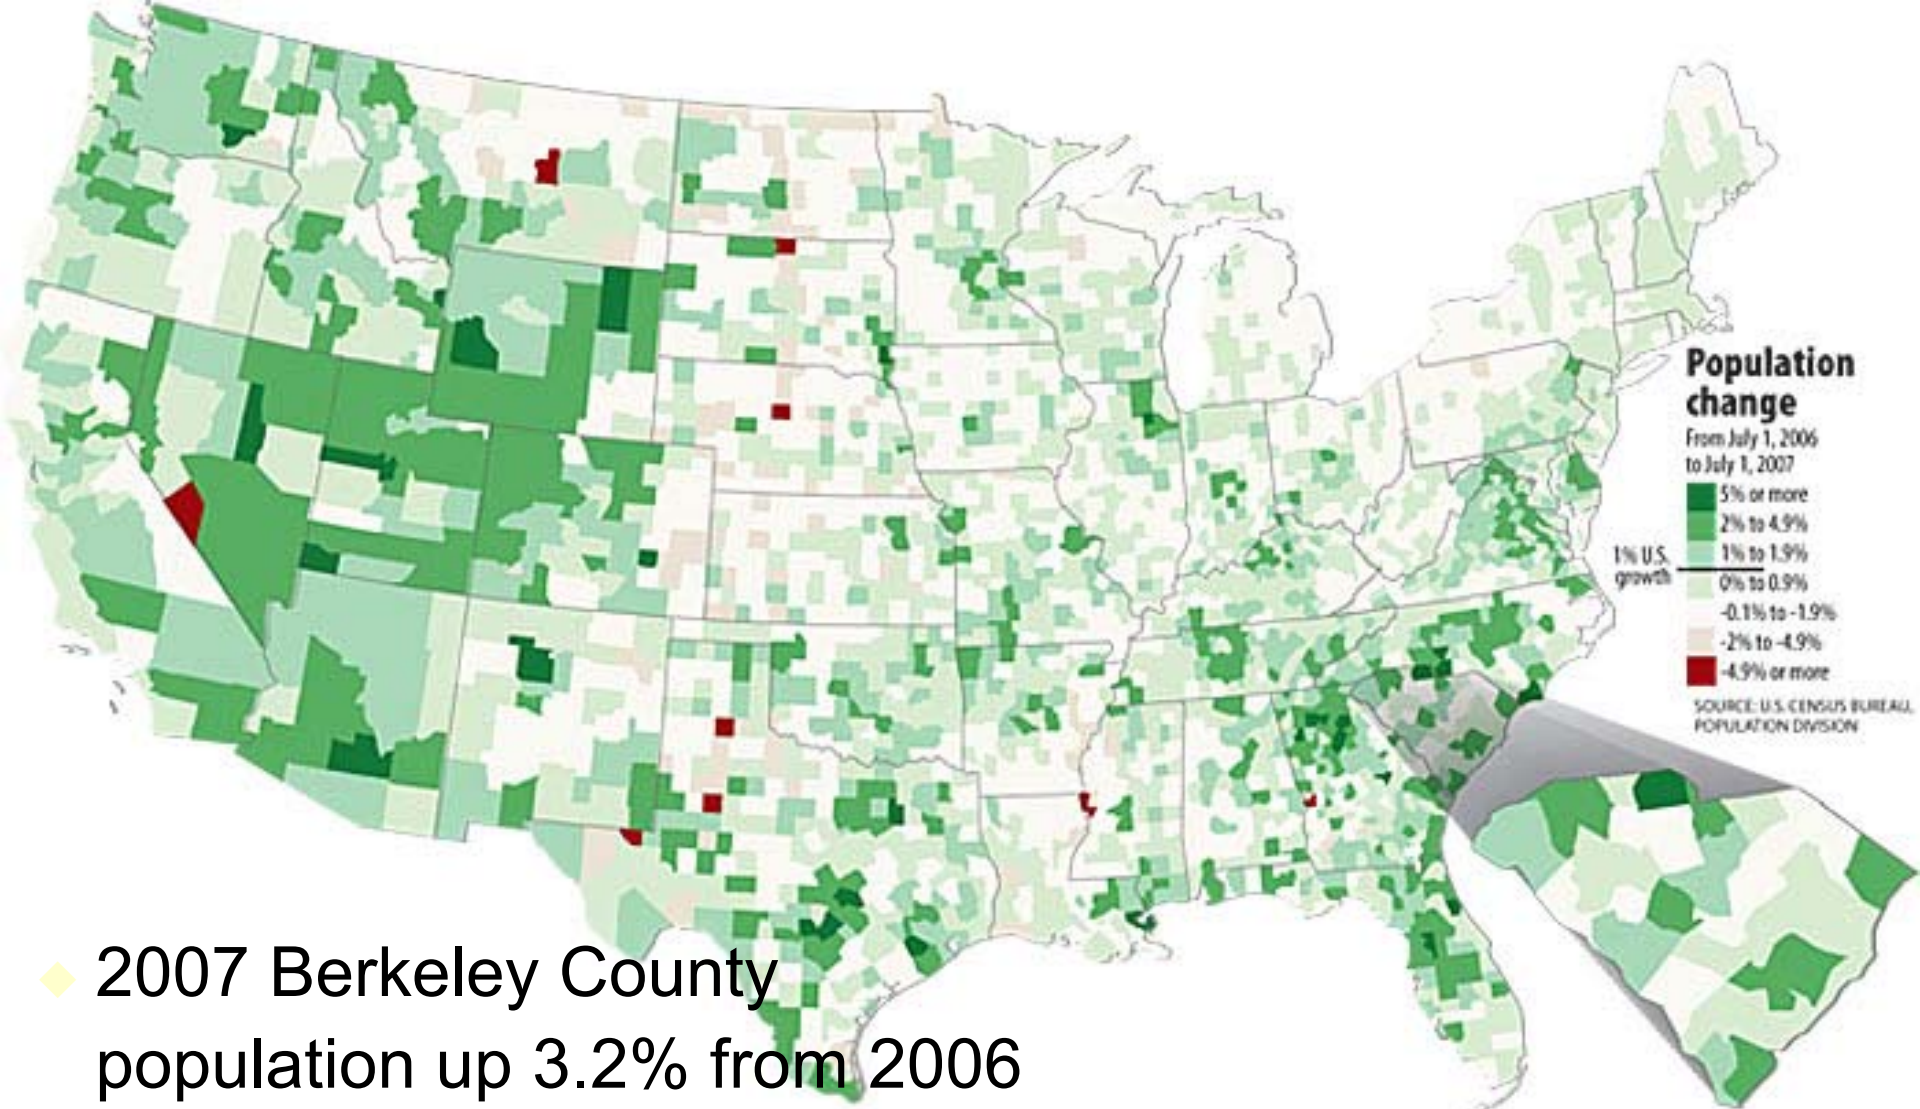 Population
change
From July 1, 2006
to July 1, 2007
5% or more
2% to 4.9%
1% to 1.9%
1% U.S.
growth
0% to 0.9%
-0.1% to -1.9%
-2% to -4.9%
-4.9% or more
SOURCE: U.S. CENSUS BUREAU,
POPULATION DIVISION
2007 Berkeley County
population up 3.2% from 2006